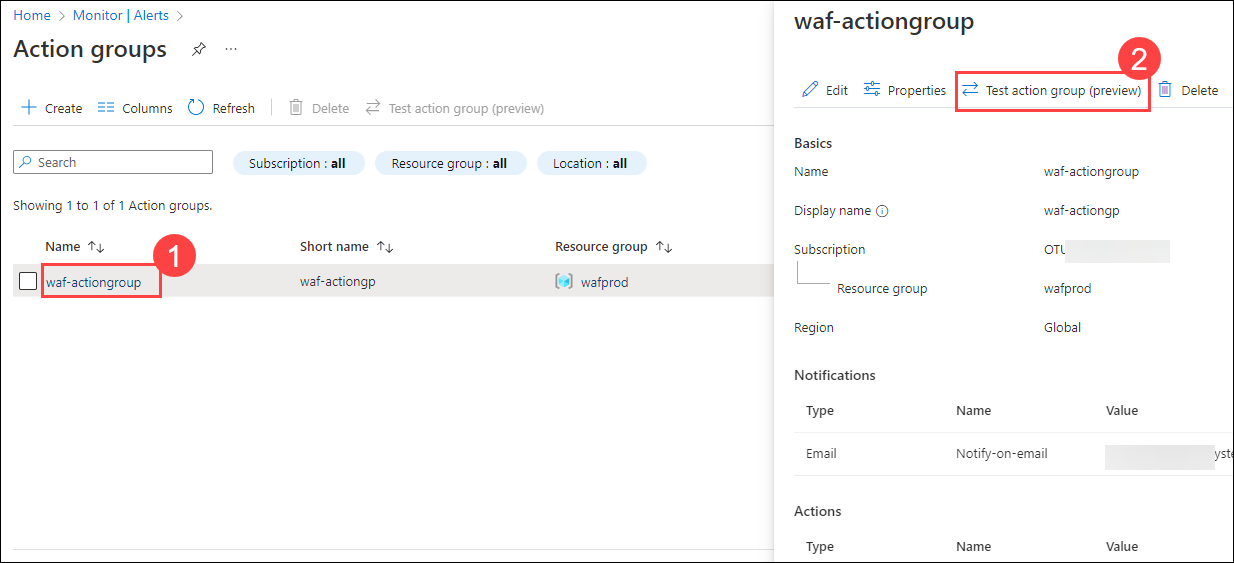 Home > Monitor | Alerts >
Action groups ...
Create Columns Refresh Delete Test action group (preview)
Search Subscription : all Resource group : all Location : all
Showing 1 to 1 of 1 Action groups.
Name ↑↓ Short name ↑↓ Resource group ↑↓
1
waf-actiongroup waf-actiongp wafprod
waf-actiongroup
2
Edit Properties Test action group (preview) Delete
Basics
Name waf-actiongroup
Display name waf-actiongp
Subscription
Resource group wafprod
Region Global
Notifications
Type Name Value
Email Notify-on-email
Actions
Type Name Value